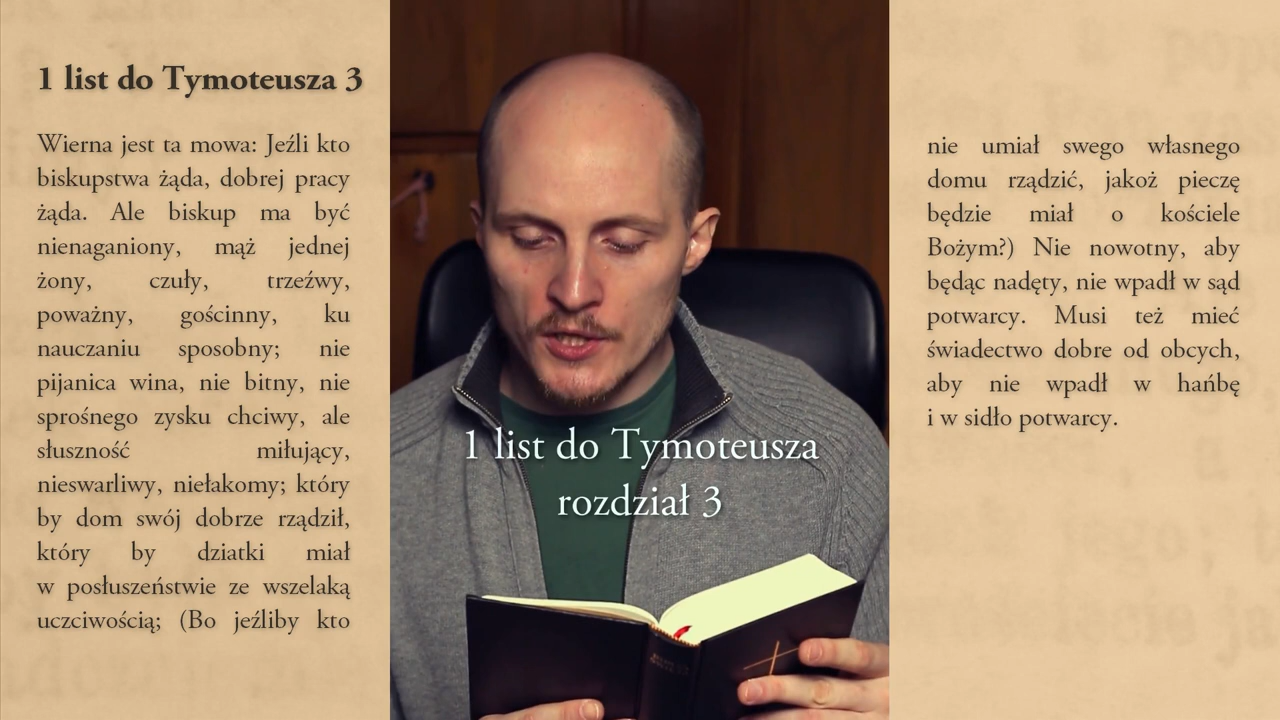 1 list do Tymoteusza 3
Wierna jest ta mowa: Jeźli kto
biskupstwa żąda, dobrej pracy
żąda. Ale biskup ma być
nienaganiony, mąż jednej
żony, czuły, trzeźwy,
poważny, gościnny, ku
nauczaniu sposobny; nie
pijanica wina, nie bitny, nie
sprośnego zysku chciwy, ale
słuszność miłujący,
nieswarliwy, niełakomy; który
by dom swój dobrze rządził,
który by dziatki miał
w posłuszeństwie ze wszelaką
uczciwością; (Bo jeźliby kto
1 list do Tymoteusza
rozdział 3
nie umiał swego własnego
domu rządzić, jakoż pieczę
będzie miał o kościele
Bożym?) Nie nowotny, aby
będąc nadęty, nie wpadł w sąd
potwarcy. Musi też mieć
świadectwo dobre od obcych,
aby nie wpadł w hańbę
i w sidło potwarcy.